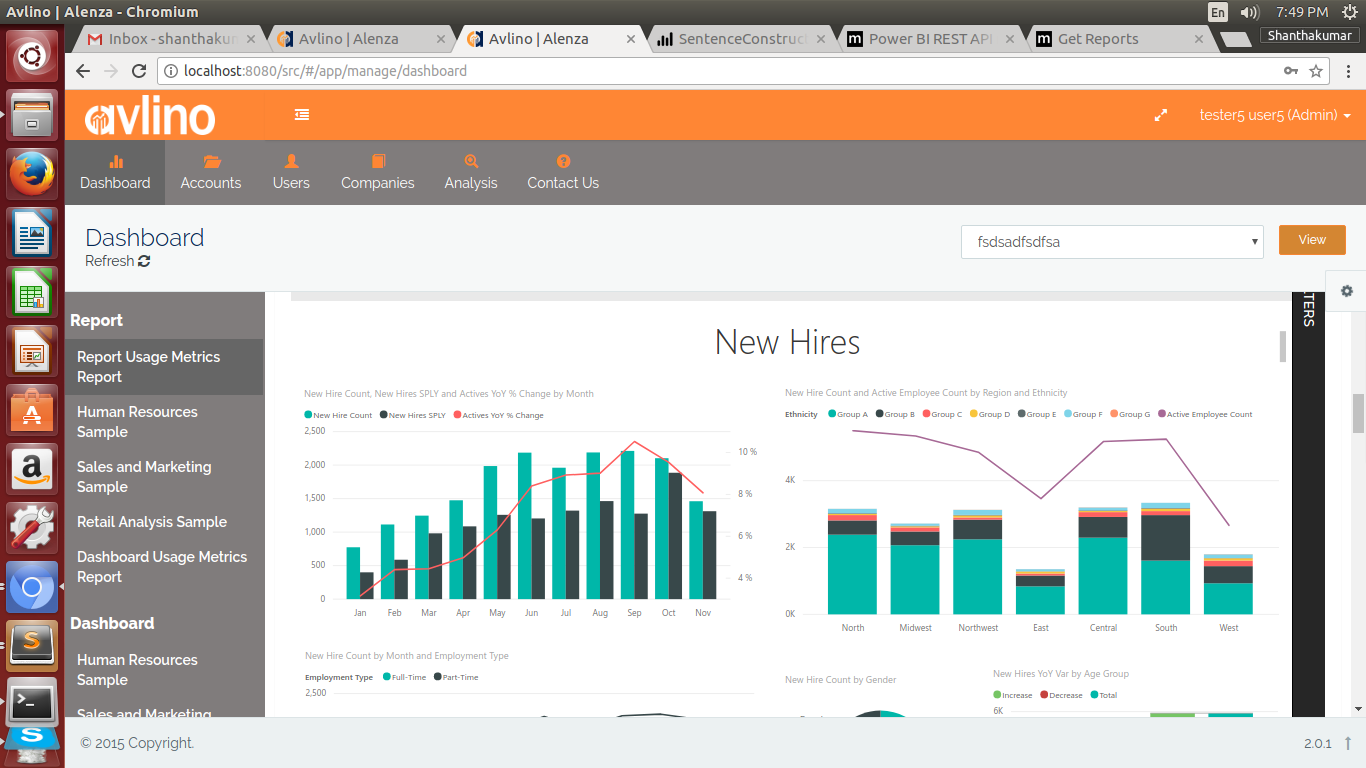 Avlino | Alenza - Chromium
En
7:49 PM
Inbox - shanthakum
Avlino | Alenza
Avlino | Alenza
SentenceConstruct
Power BI REST API
Get Reports
Shanthakumar
localhost:8080/src/#/app/manage/dashboard
avlino
tester5 user5 (Admin)
Dashboard
Accounts
Users
Companies
Analysis
Contact Us
Dashboard
Refresh
fsdsadfsdfsa
View
Report
Report Usage Metrics
Report
Human Resources
Sample
Sales and Marketing
Sample
Retail Analysis Sample
Dashboard Usage Metrics
Report
Dashboard
Human Resources
Sample
Sales and Marketing
New Hires
New Hire Count, New Hires SPLY and Actives YoY % Change by Month
New Hire Count New Hires SPLY Actives YoY % Change
2,500
2,000
1,500
1,000
500
0
10 %
8 %
6 %
4 %
Jan Feb Mar Apr May Jun Jul Aug Sep Oct Nov
New Hire Count and Active Employee Count by Region and Ethnicity
Ethnicity Group A Group B Group C Group D Group E Group F Group G Active Employee Count
4K
2K
0K
North Midwest Northwest East Central South West
New Hire Count by Month and Employment Type
Employment Type Full-Time Part-Time
2,500
New Hire Count by Gender
New Hires YoY Var by Age Group
Increase Decrease Total
6K
TERS
© 2015 Copyright.
2.0.1